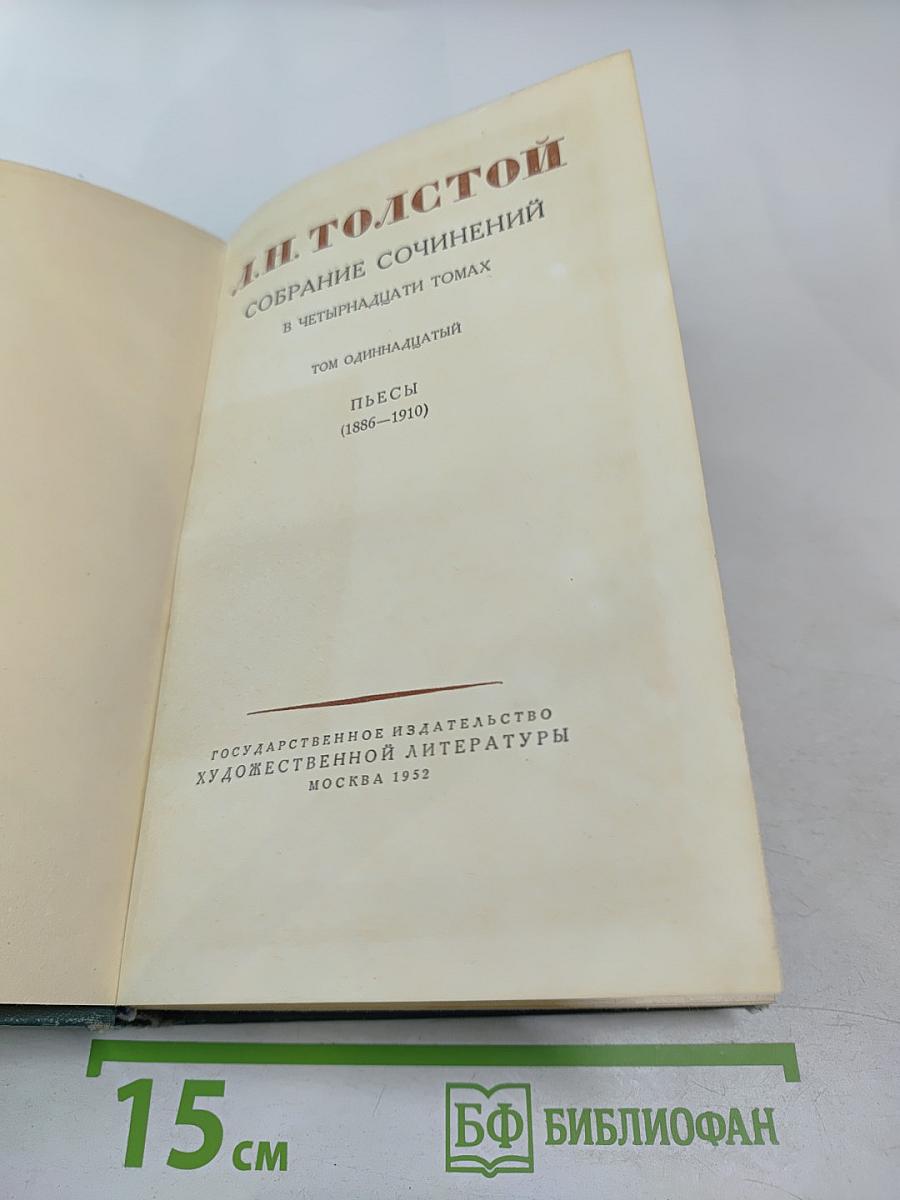 Л.Н. ТОЛСТОЙ
СОБРАНИЕ СОЧИНЕНИЙ
В ЧЕТЫРНАДЦАТИ ТОМАХ
ТОМ ОДИННАДЦАТЫЙ
ПЬЕСЫ
(1886—1910)
ГОСУДАРСТВЕННОЕ ИЗДАТЕЛЬСТВО
ХУДОЖЕСТВЕННОЙ ЛИТЕРАТУРЫ
МОСКВА 1952
15 см
БФ БИБЛИОФАН